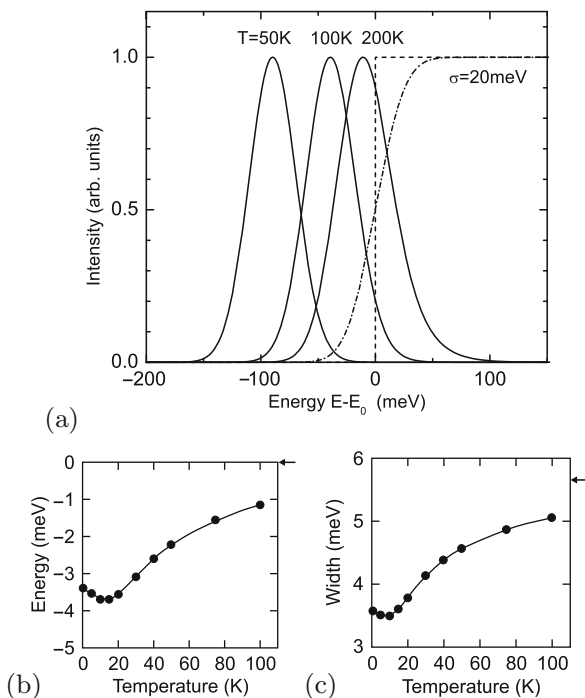 T=50K 100K 200K
σ=20meV
Intensity (arb. units)
1.0
0.5
0.0
−200 −100 0 100
Energy E-E₀ (meV)
(a)
Energy (meV)
0
−1
−2
−3
−4
−5
0 20 40 60 80 100
Temperature (K)
(b)
Width (meV)
6
5
4
3
0 20 40 60 80 100
Temperature (K)
(c)